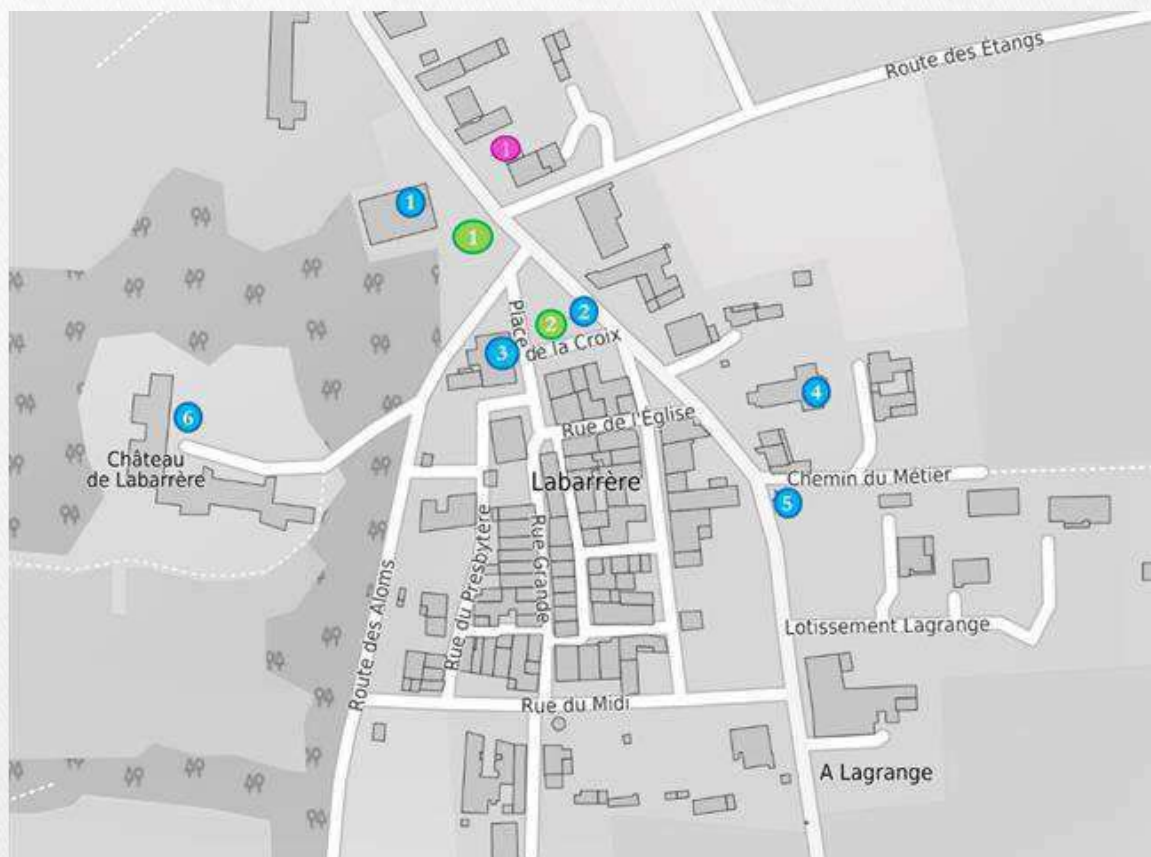 Route des Étangs
1
1
1
Place
de la Croix
2
2
3
4
6
Rue de l'Église
Château
de Labarrère
Labarrère
Chemin du Métier
5
Rue du Presbytère
Rue Grande
Route des Aloms
Lotissement Lagrange
Rue du Midi
A Lagrange